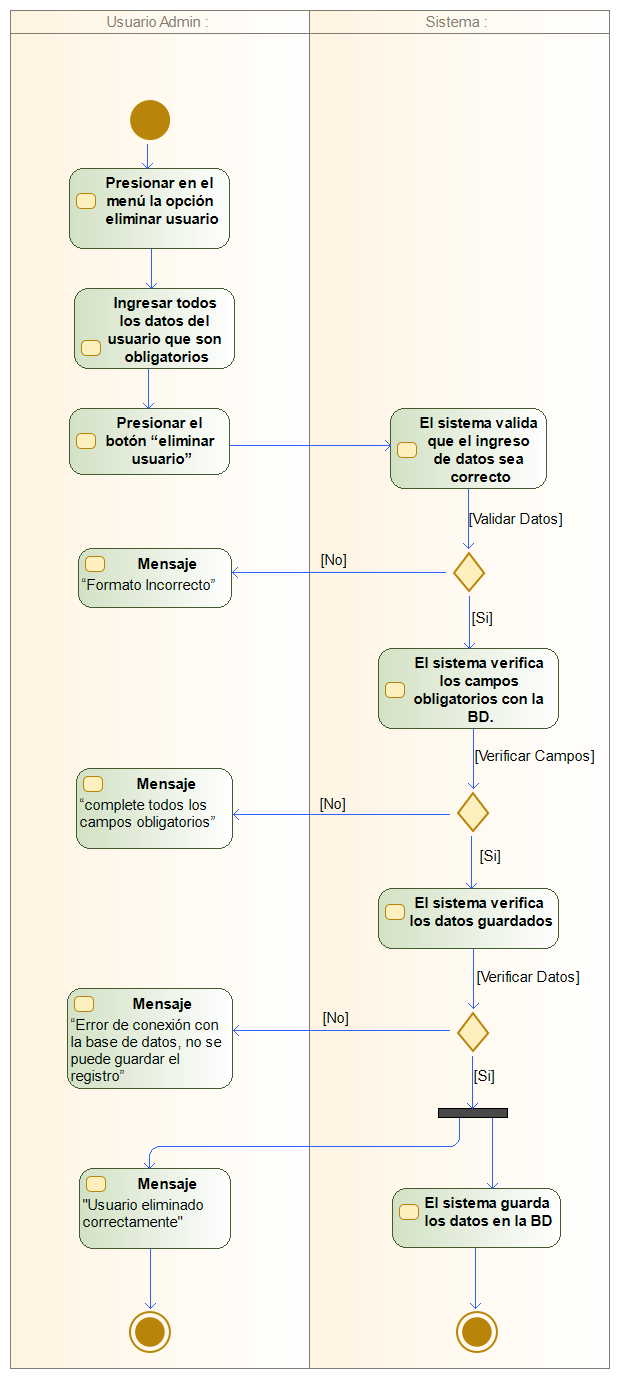 Usuario Admin :
Sistema :
Presionar en el
menú la opción
eliminar usuario
Ingresar todos
los datos del
usuario que son
obligatorios
Presionar el
botón “eliminar
usuario”
El sistema valida
que el ingreso
de datos sea
correcto
[Validar Datos]
[No]
Mensaje
“Formato Incorrecto”
[Si]
El sistema verifica
los campos
obligatorios con la
BD.
[Verificar Campos]
[No]
Mensaje
“complete todos los
campos obligatorios”
[Si]
El sistema verifica
los datos guardados
[Verificar Datos]
[No]
Mensaje
“Error de conexión con
la base de datos, no se
puede guardar el
registro”
[Si]
Mensaje
"Usuario eliminado
correctamente"
El sistema guarda
los datos en la BD